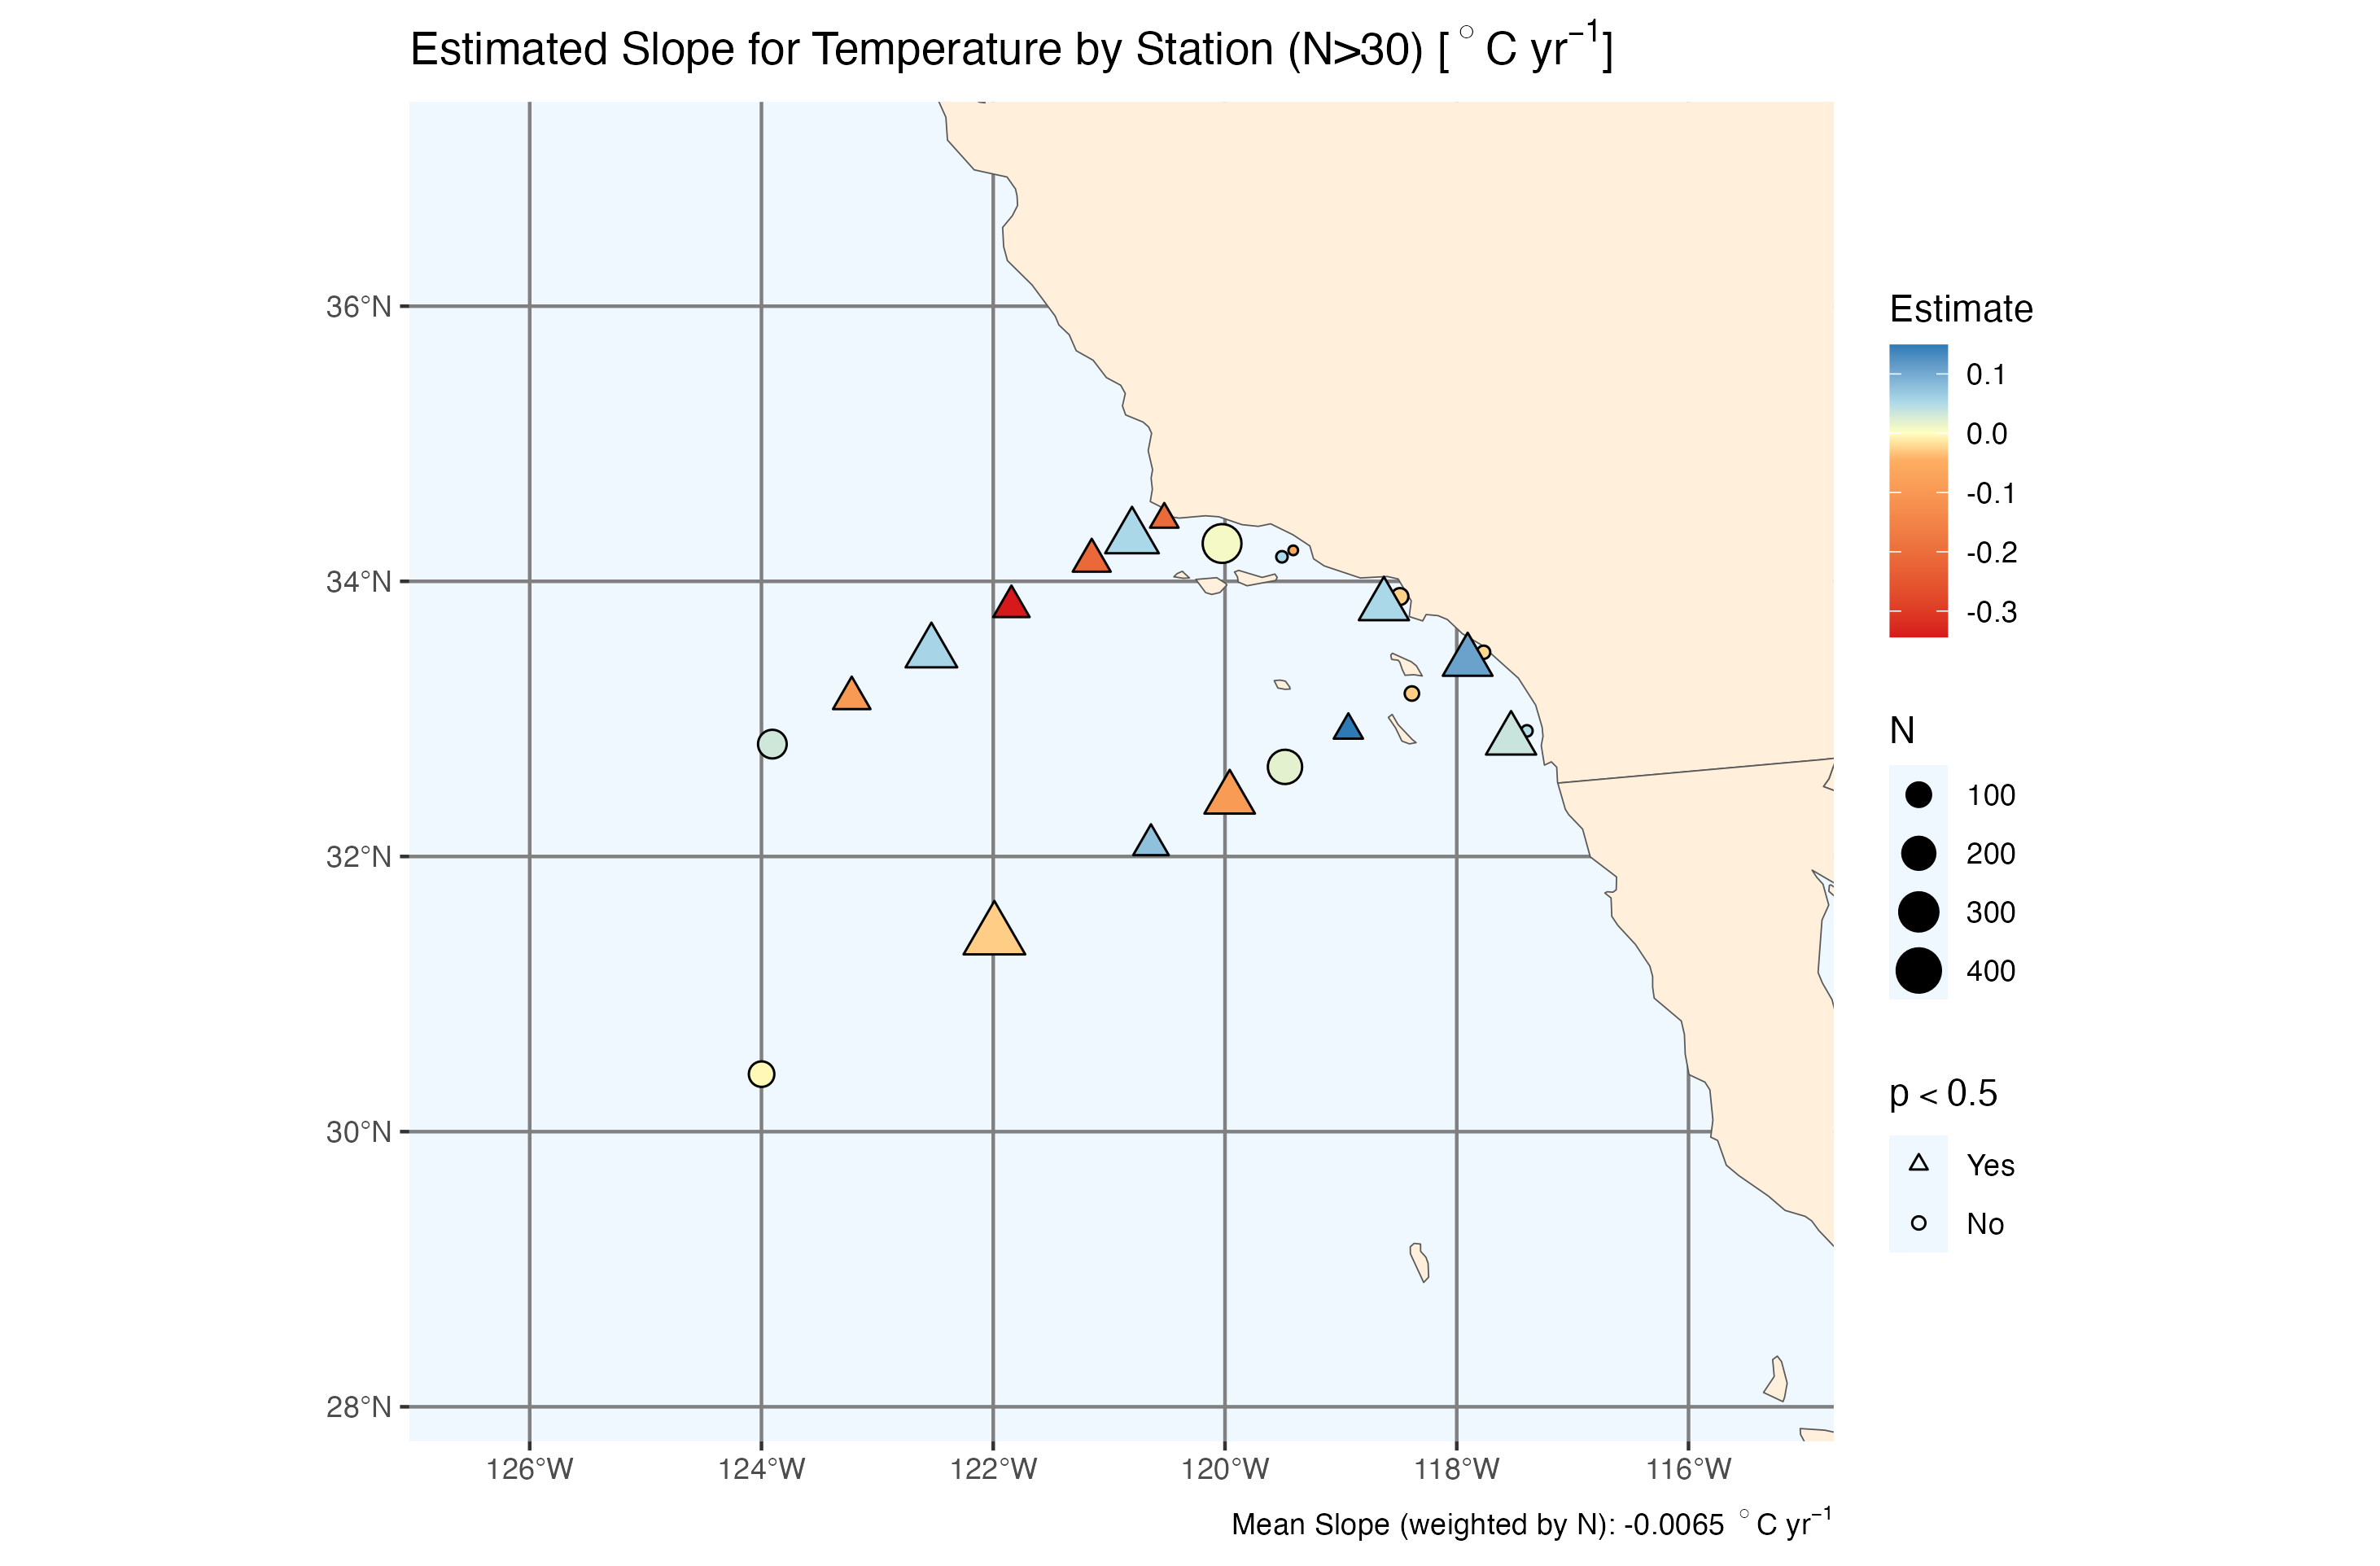 Estimated Slope for Temperature by Station (N>30) [°C yr⁻¹]
36°N
34°N
32°N
30°N
28°N
126°W
124°W
122°W
120°W
118°W
116°W
Mean Slope (weighted by N): -0.0065 °C yr⁻¹
Estimate
0.1
0.0
-0.1
-0.2
-0.3
N
100
200
300
400
p < 0.5
Yes
No